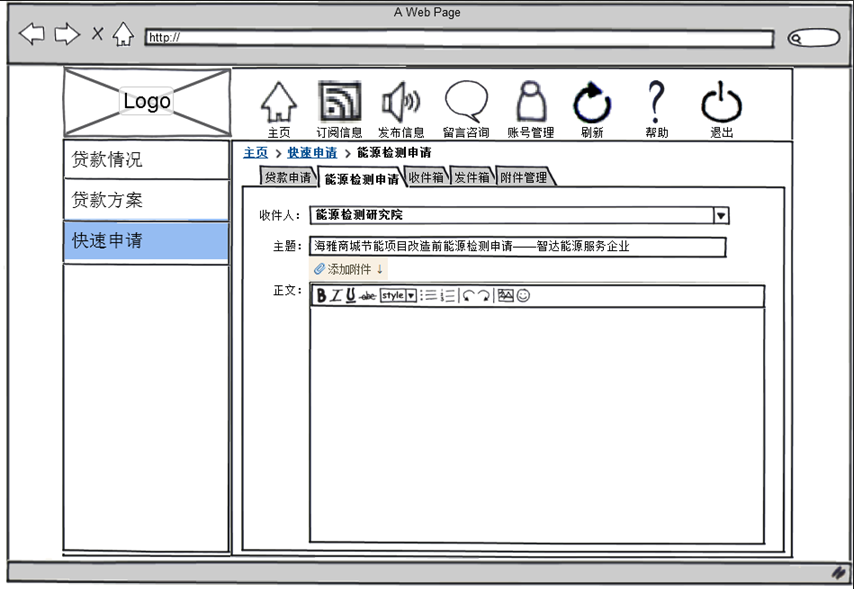 A Web Page
http://
Logo
主页 订阅信息 发布信息 留言咨询 账号管理 刷新 帮助 退出
贷款情况
贷款方案
快速申请
主页 > 快速申请 > 能源检测申请
贷款申请 能源检测申请 收件箱 发件箱 附件管理
收件人： 能源检测研究院
主题： 海雅商城节能项目改造前能源检测申请——智达能源服务企业
添加附件 ↓
正文： B I U abc style